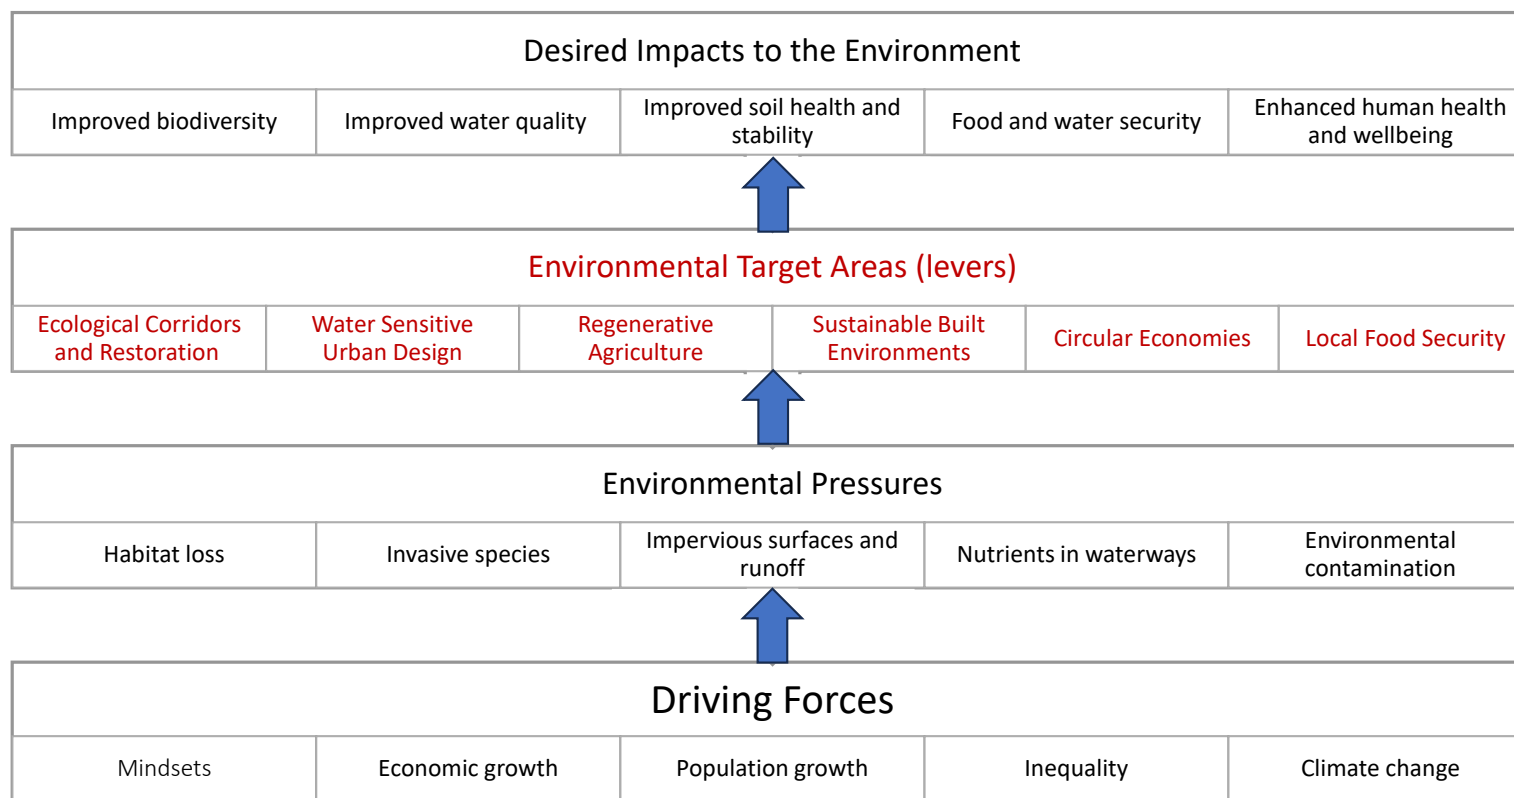 Desired Impacts to the Environment
Improved biodiversity
Improved water quality
Improved soil health and
stability
Food and water security
Enhanced human health
and wellbeing
Environmental Target Areas (levers)
Ecological Corridors
and Restoration
Water Sensitive
Urban Design
Regenerative
Agriculture
Sustainable Built
Environments
Circular Economies
Local Food Security
Environmental Pressures
Habitat loss
Invasive species
Impervious surfaces and
runoff
Nutrients in waterways
Environmental
contamination
Driving Forces
Mindsets
Economic growth
Population growth
Inequality
Climate change